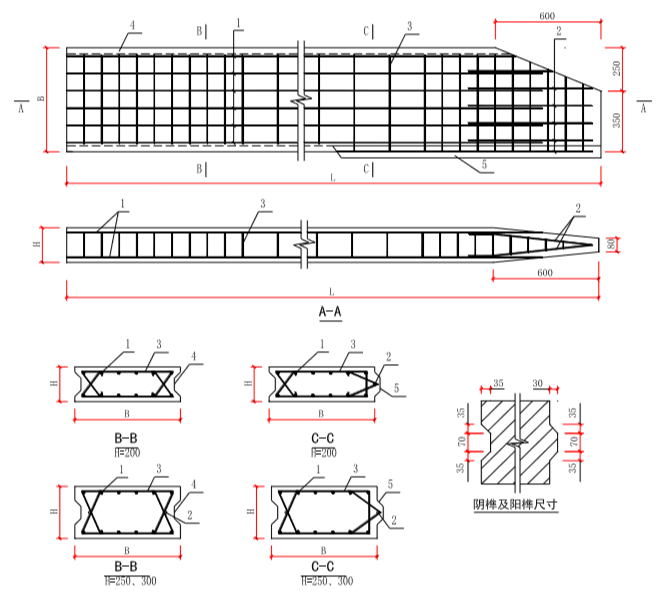 B 1 C 3 600
4 2
250
A B A
350
B C 5
L
1 3 2
H 80
600
L
A-A
1 3 1 3 2
4 5
H H
B B
B-B C-C
H=200 H=200
1 3 1 3
4 5
H 2 H 2
B B
B-B C-C
H=250、300 H=250、300
35 30
35 35
70 70
35 35
阴榫及阳榫尺寸